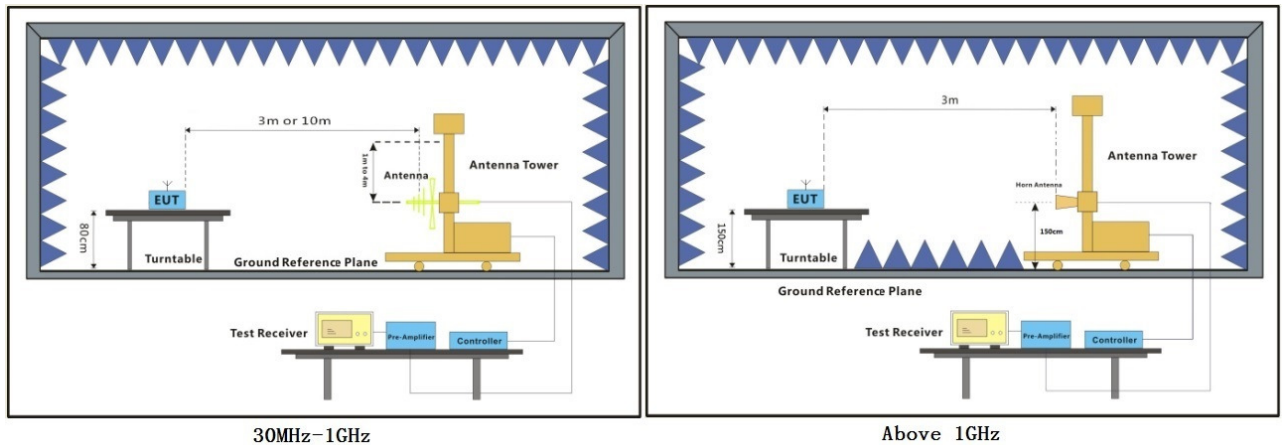 3m or 10m
1m to 4m
Antenna
Antenna Tower
EUT
80cm
Turntable
Ground Reference Plane
Test Receiver
Pre-Amplifier
Controller
30MHz-1GHz
3m
Horn Antenna
Antenna Tower
EUT
150cm
150cm
Turntable
Ground Reference Plane
Test Receiver
Pre-Amplifier
Controller
Above 1GHz